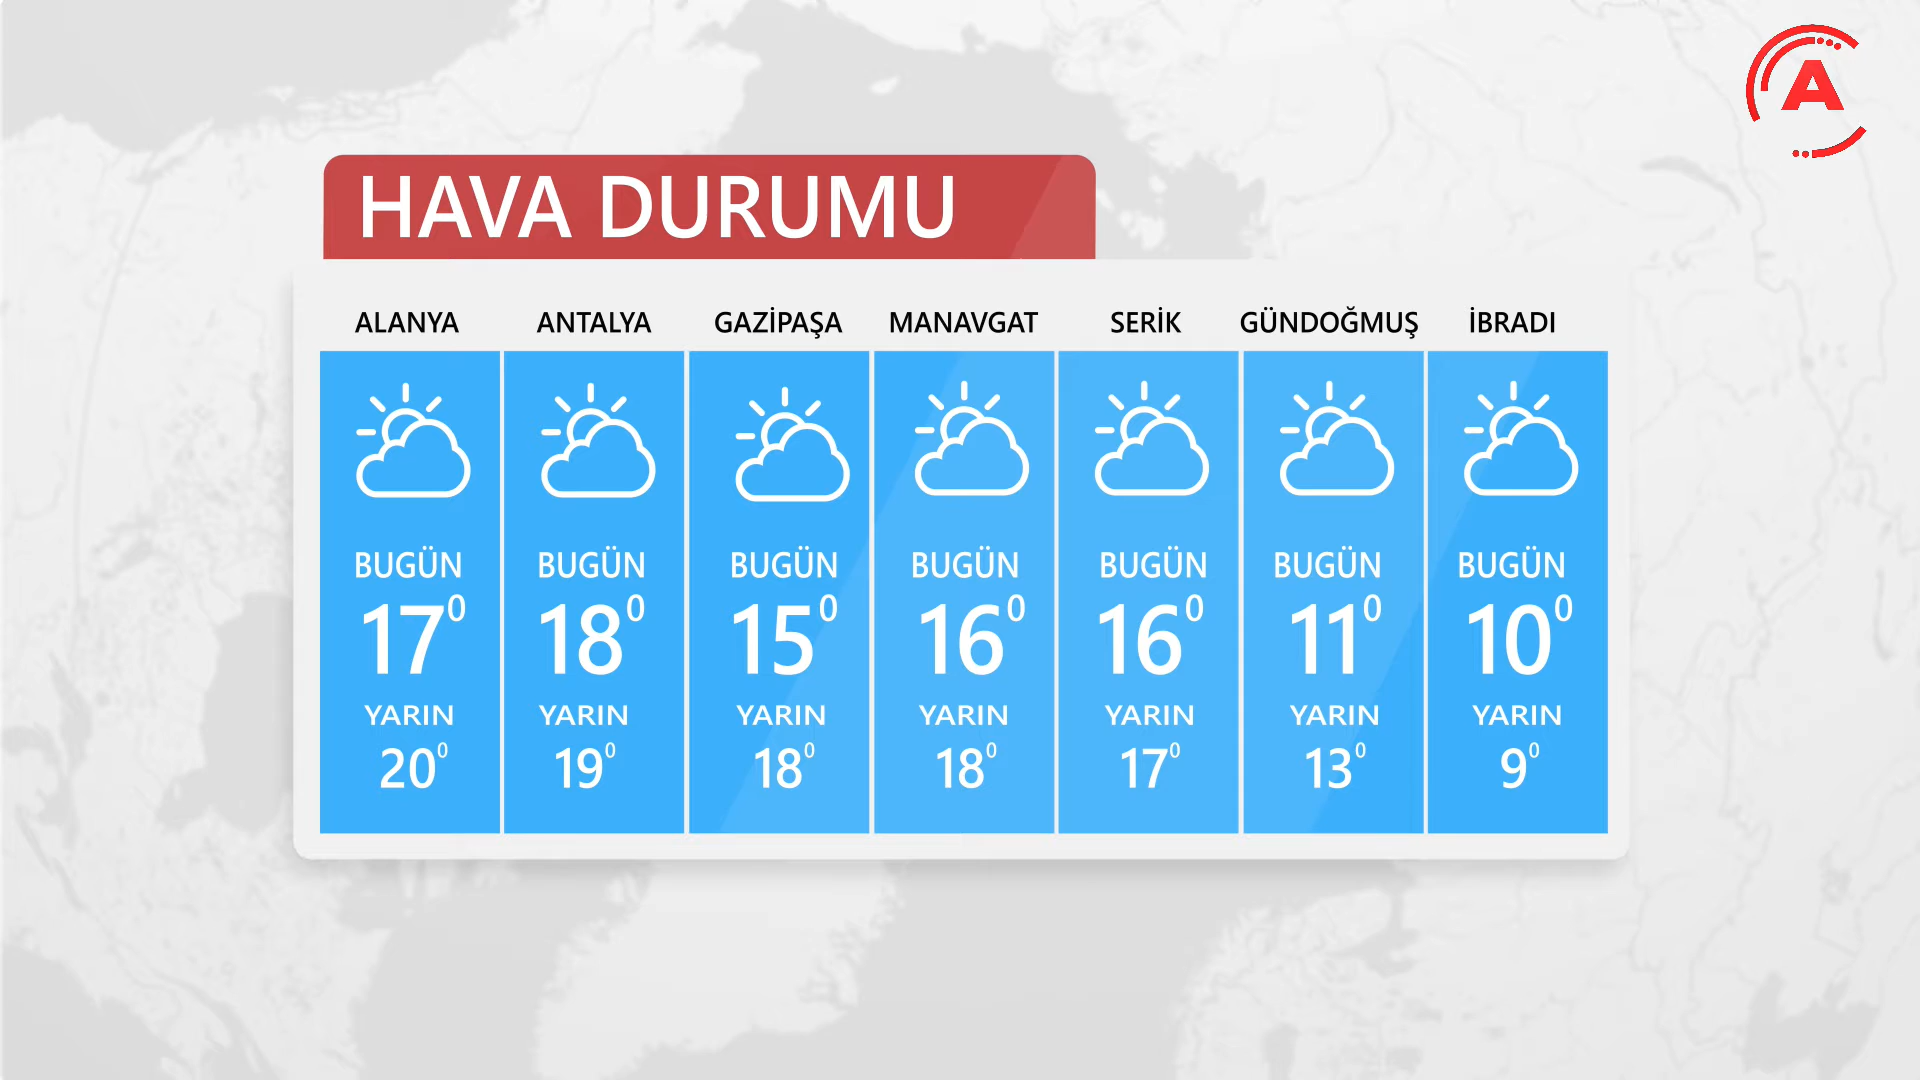 A
HAVA DURUMU
ALANYA ANTALYA GAZİPAŞA MANAVGAT SERİK GÜNDOĞMUŞ İBRADI
BUGÜN BUGÜN BUGÜN BUGÜN BUGÜN BUGÜN BUGÜN
17⁰ 18⁰ 15⁰ 16⁰ 16⁰ 11⁰ 10⁰
YARIN YARIN YARIN YARIN YARIN YARIN YARIN
20⁰ 19⁰ 18⁰ 18⁰ 17⁰ 13⁰ 9⁰